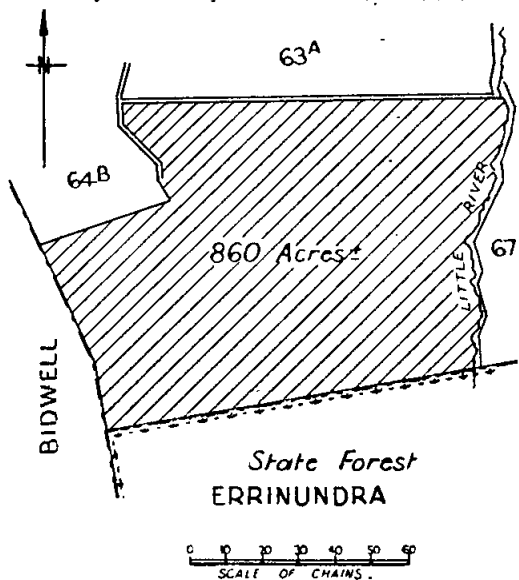 N
63A
64B
860 Acres±
LITTLE RIVER
67
BIDWELL
State Forest
ERRINUNDRA
0 10 20 30 40 50 60
SCALE OF CHAINS.